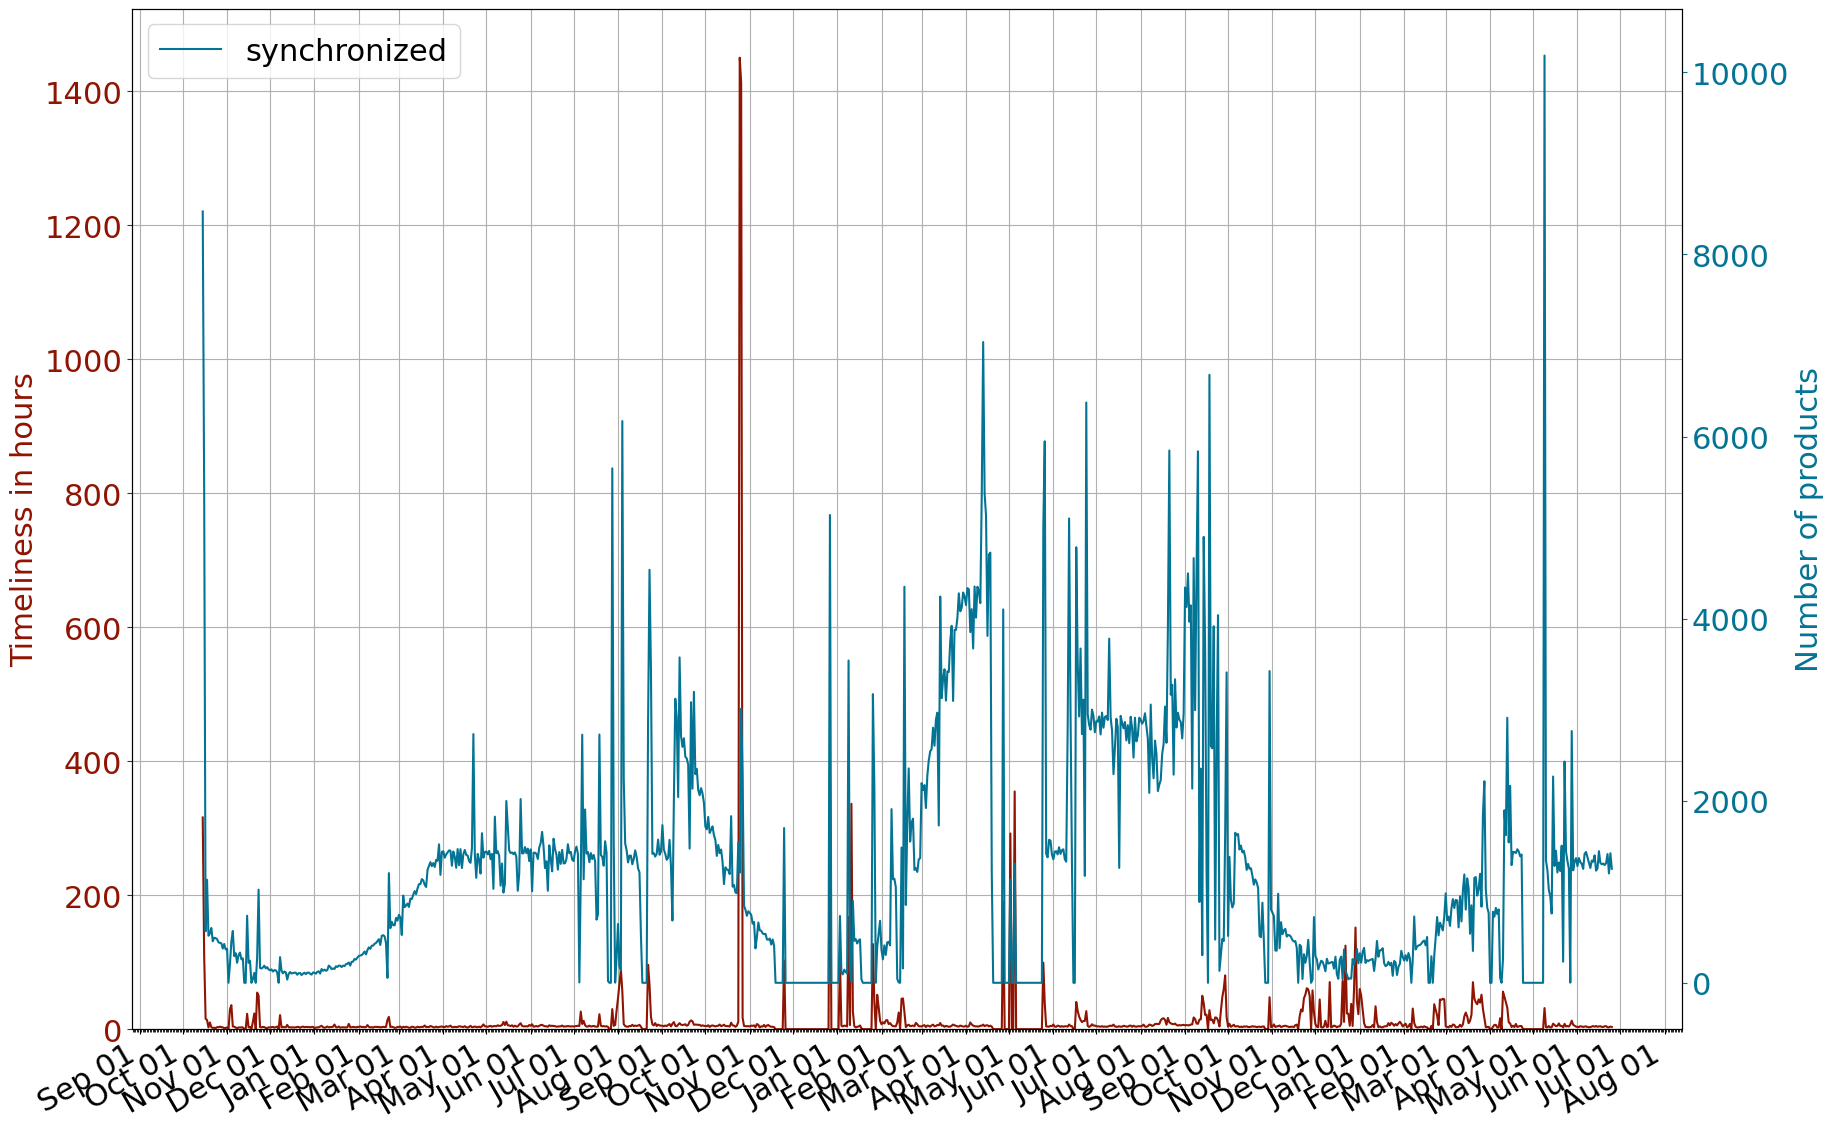 synchronized
Timeliness in hours
1400
1200
1000
800
600
400
200
0
Number of products
10000
8000
6000
4000
2000
0
Sep 01
Oct 01
Nov 01
Dec 01
Jan 01
Feb 01
Mar 01
Apr 01
May 01
Jun 01
Jul 01
Aug 01
Sep 01
Oct 01
Nov 01
Dec 01
Jan 01
Feb 01
Mar 01
Apr 01
May 01
Jun 01
Jul 01
Aug 01
Sep 01
Oct 01
Nov 01
Dec 01
Jan 01
Feb 01
Mar 01
Apr 01
May 01
Jun 01
Jul 01
Aug 01